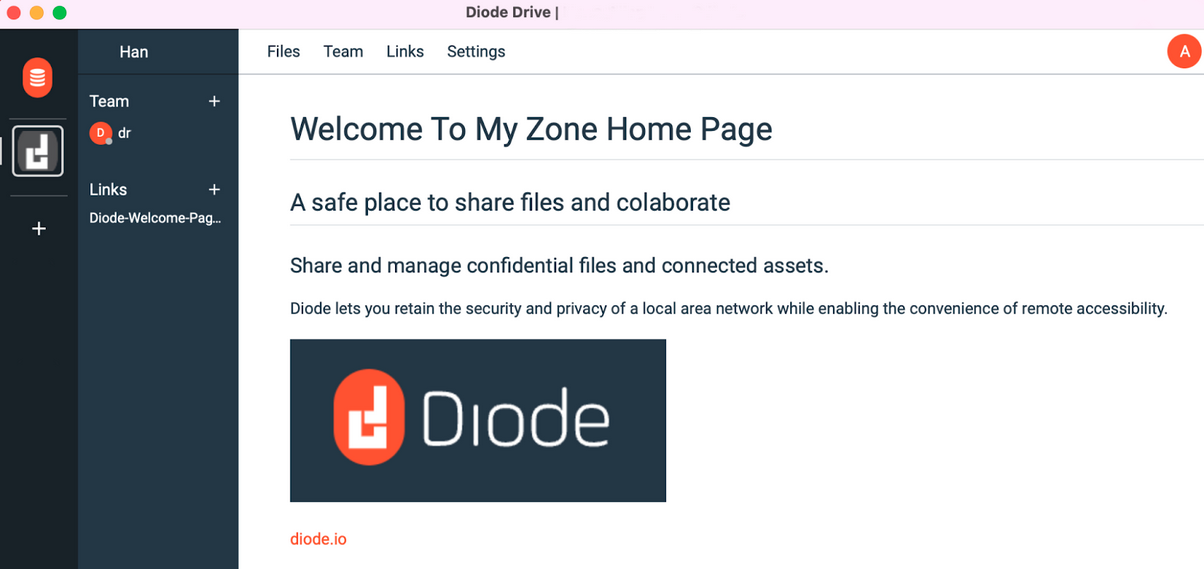 Diode Drive |
Han
Files Team Links Settings
A
Team +
D dr
Links +
Diode-Welcome-Pag...
+
Welcome To My Zone Home Page
A safe place to share files and colaborate
Share and manage confidential files and connected assets.
Diode lets you retain the security and privacy of a local area network while enabling the convenience of remote accessibility.
Diode
diode.io